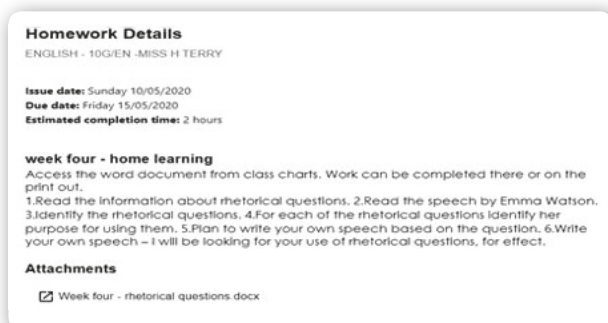 Homework Details
ENGLISH - 10G/EN -MISS H TERRY
Issue date: Sunday 10/05/2020
Due date: Friday 15/05/2020
Estimated completion time: 2 hours
week four - home learning
Access the word document from class charts. Work can be completed there or on the
print out.
1.Read the information about rhetorical questions. 2.Read the speech by Emma Watson.
3.Identify the rhetorical questions. 4.For each of the rhetorical questions identify her
purpose for using them. 5.Plan to write your own speech based on the question. 6.Write
your own speech – I will be looking for your use of rhetorical questions, for effect.
Attachments
Week four - rhetorical questions.docx